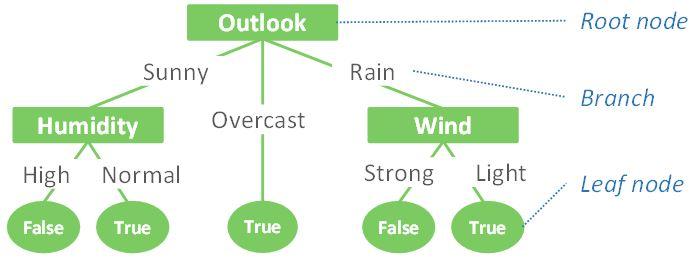 Outlook
Root node
Sunny
Rain
Branch
Humidity
Overcast
Wind
High
Normal
Strong
Light
Leaf node
False
True
True
False
True